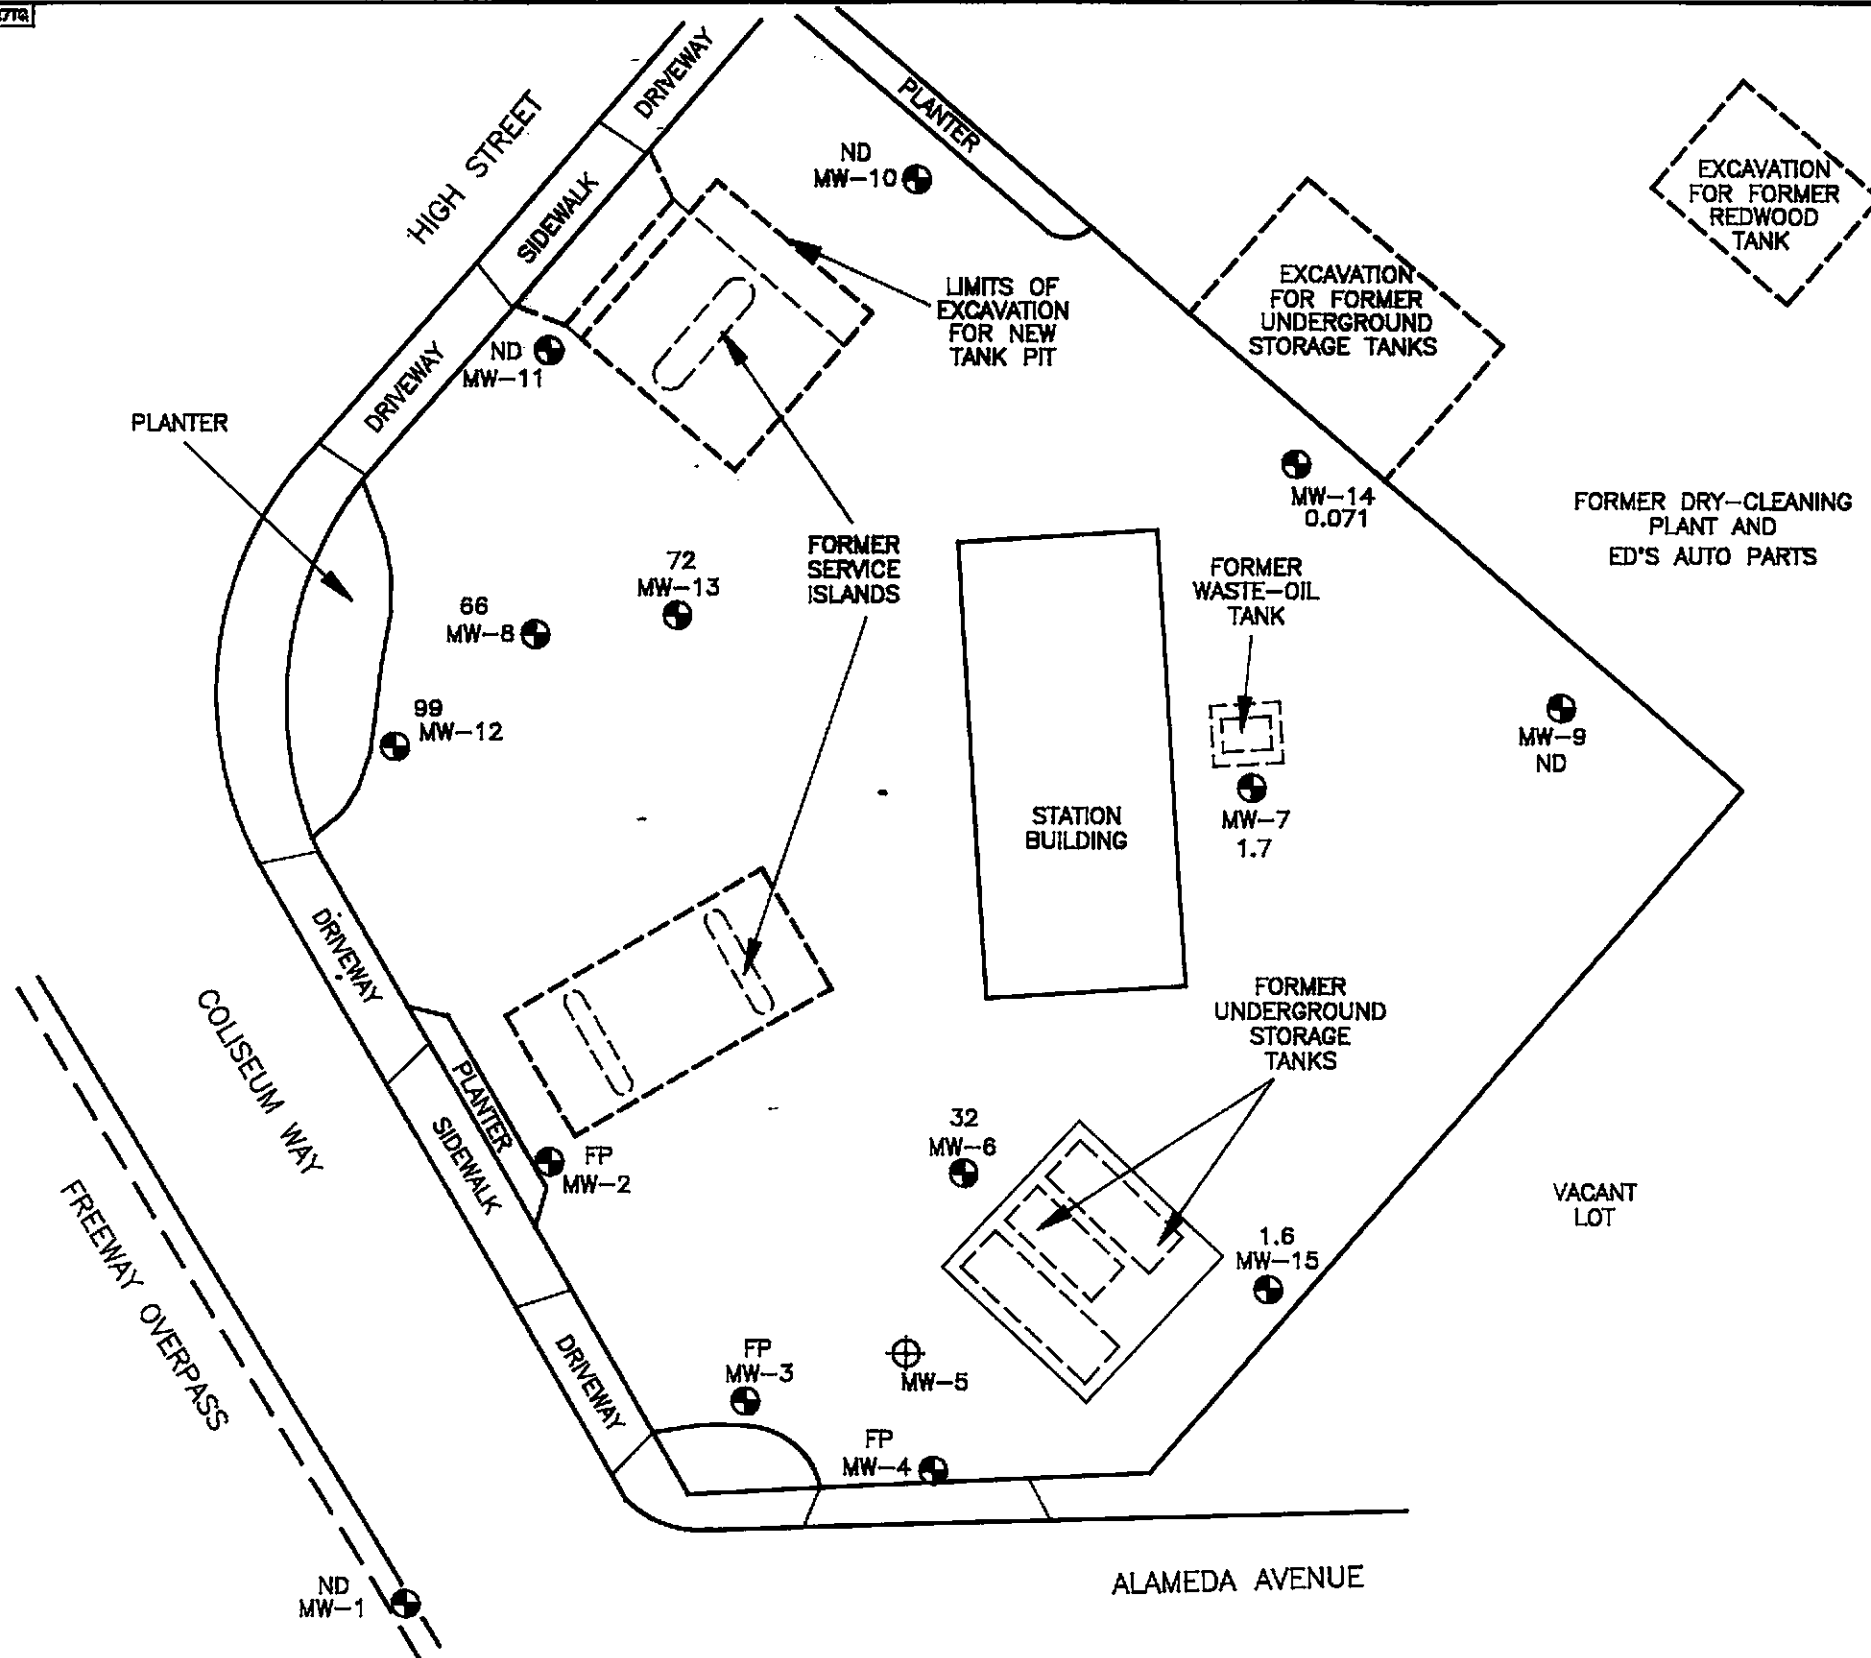 DRIVEWAY
PLANTER
HIGH STREET
SIDEWALK
ND
MW-10
EXCAVATION
FOR FORMER
REDWOOD
TANK
LIMITS OF
EXCAVATION
FOR NEW
TANK PIT
EXCAVATION
FOR FORMER
UNDERGROUND
STORAGE TANKS
ND
MW-11
DRIVEWAY
PLANTER
MW-14
0.071
FORMER DRY-CLEANING
PLANT AND
ED'S AUTO PARTS
FORMER
SERVICE
ISLANDS
72
MW-13
FORMER
WASTE-OIL
TANK
66
MW-8
99
MW-12
MW-9
ND
STATION
BUILDING
MW-7
1.7
DRIVEWAY
COLISEUM WAY
FORMER
UNDERGROUND
STORAGE
TANKS
PLANTER
SIDEWALK
32
MW-6
FP
MW-2
FREEWAY OVERPASS
VACANT
LOT
1.6
MW-15
DRIVEWAY
FP
MW-3
MW-5
FP
MW-4
ND
MW-1
ALAMEDA AVENUE